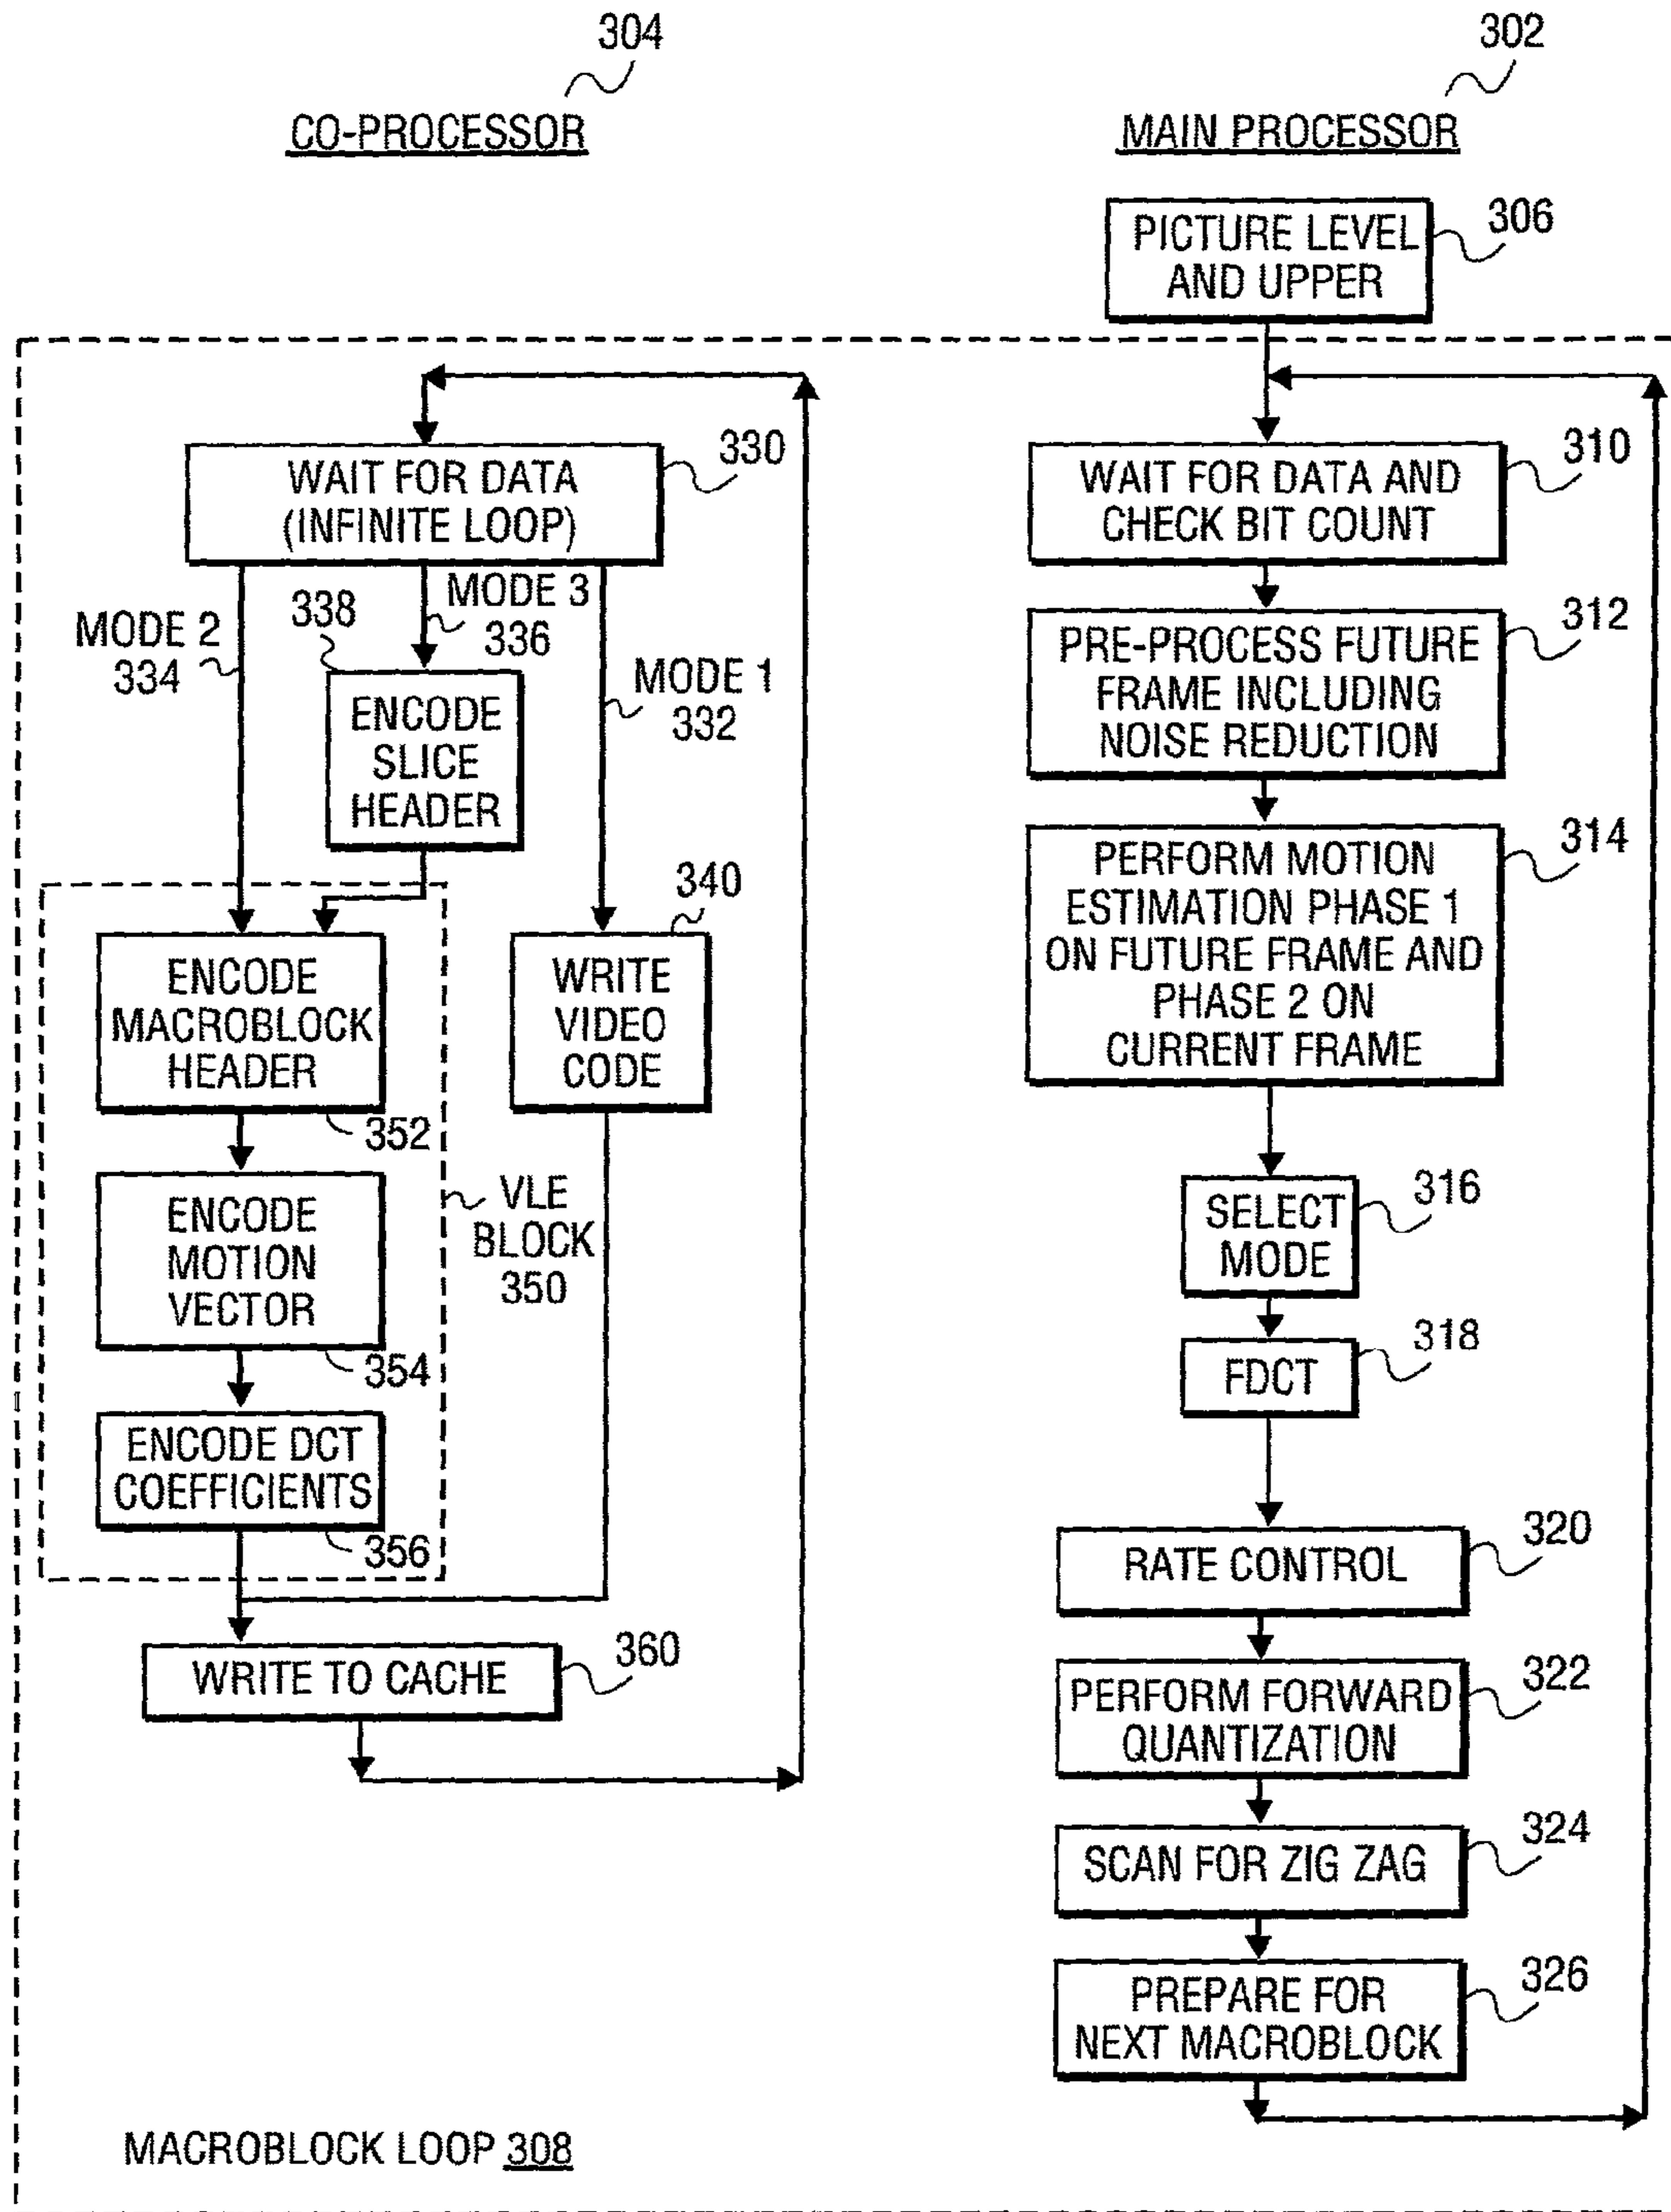 304
CO-PROCESSOR
302
MAIN PROCESSOR
PICTURE LEVEL
AND UPPER
306
WAIT FOR DATA
(INFINITE LOOP)
330
MODE 2
334
338
MODE 3
336
MODE 1
332
ENCODE
SLICE
HEADER
340
ENCODE
MACROBLOCK
HEADER
352
WRITE
VIDEO
CODE
ENCODE
MOTION
VECTOR
354
VLE
BLOCK
350
ENCODE DCT
COEFFICIENTS
356
WRITE TO CACHE
360
WAIT FOR DATA AND
CHECK BIT COUNT
310
PRE-PROCESS FUTURE
FRAME INCLUDING
NOISE REDUCTION
312
PERFORM MOTION
ESTIMATION PHASE 1
ON FUTURE FRAME AND
PHASE 2 ON
CURRENT FRAME
314
SELECT
MODE
316
FDCT
318
RATE CONTROL
320
PERFORM FORWARD
QUANTIZATION
322
SCAN FOR ZIG ZAG
324
PREPARE FOR
NEXT MACROBLOCK
326
MACROBLOCK LOOP 308